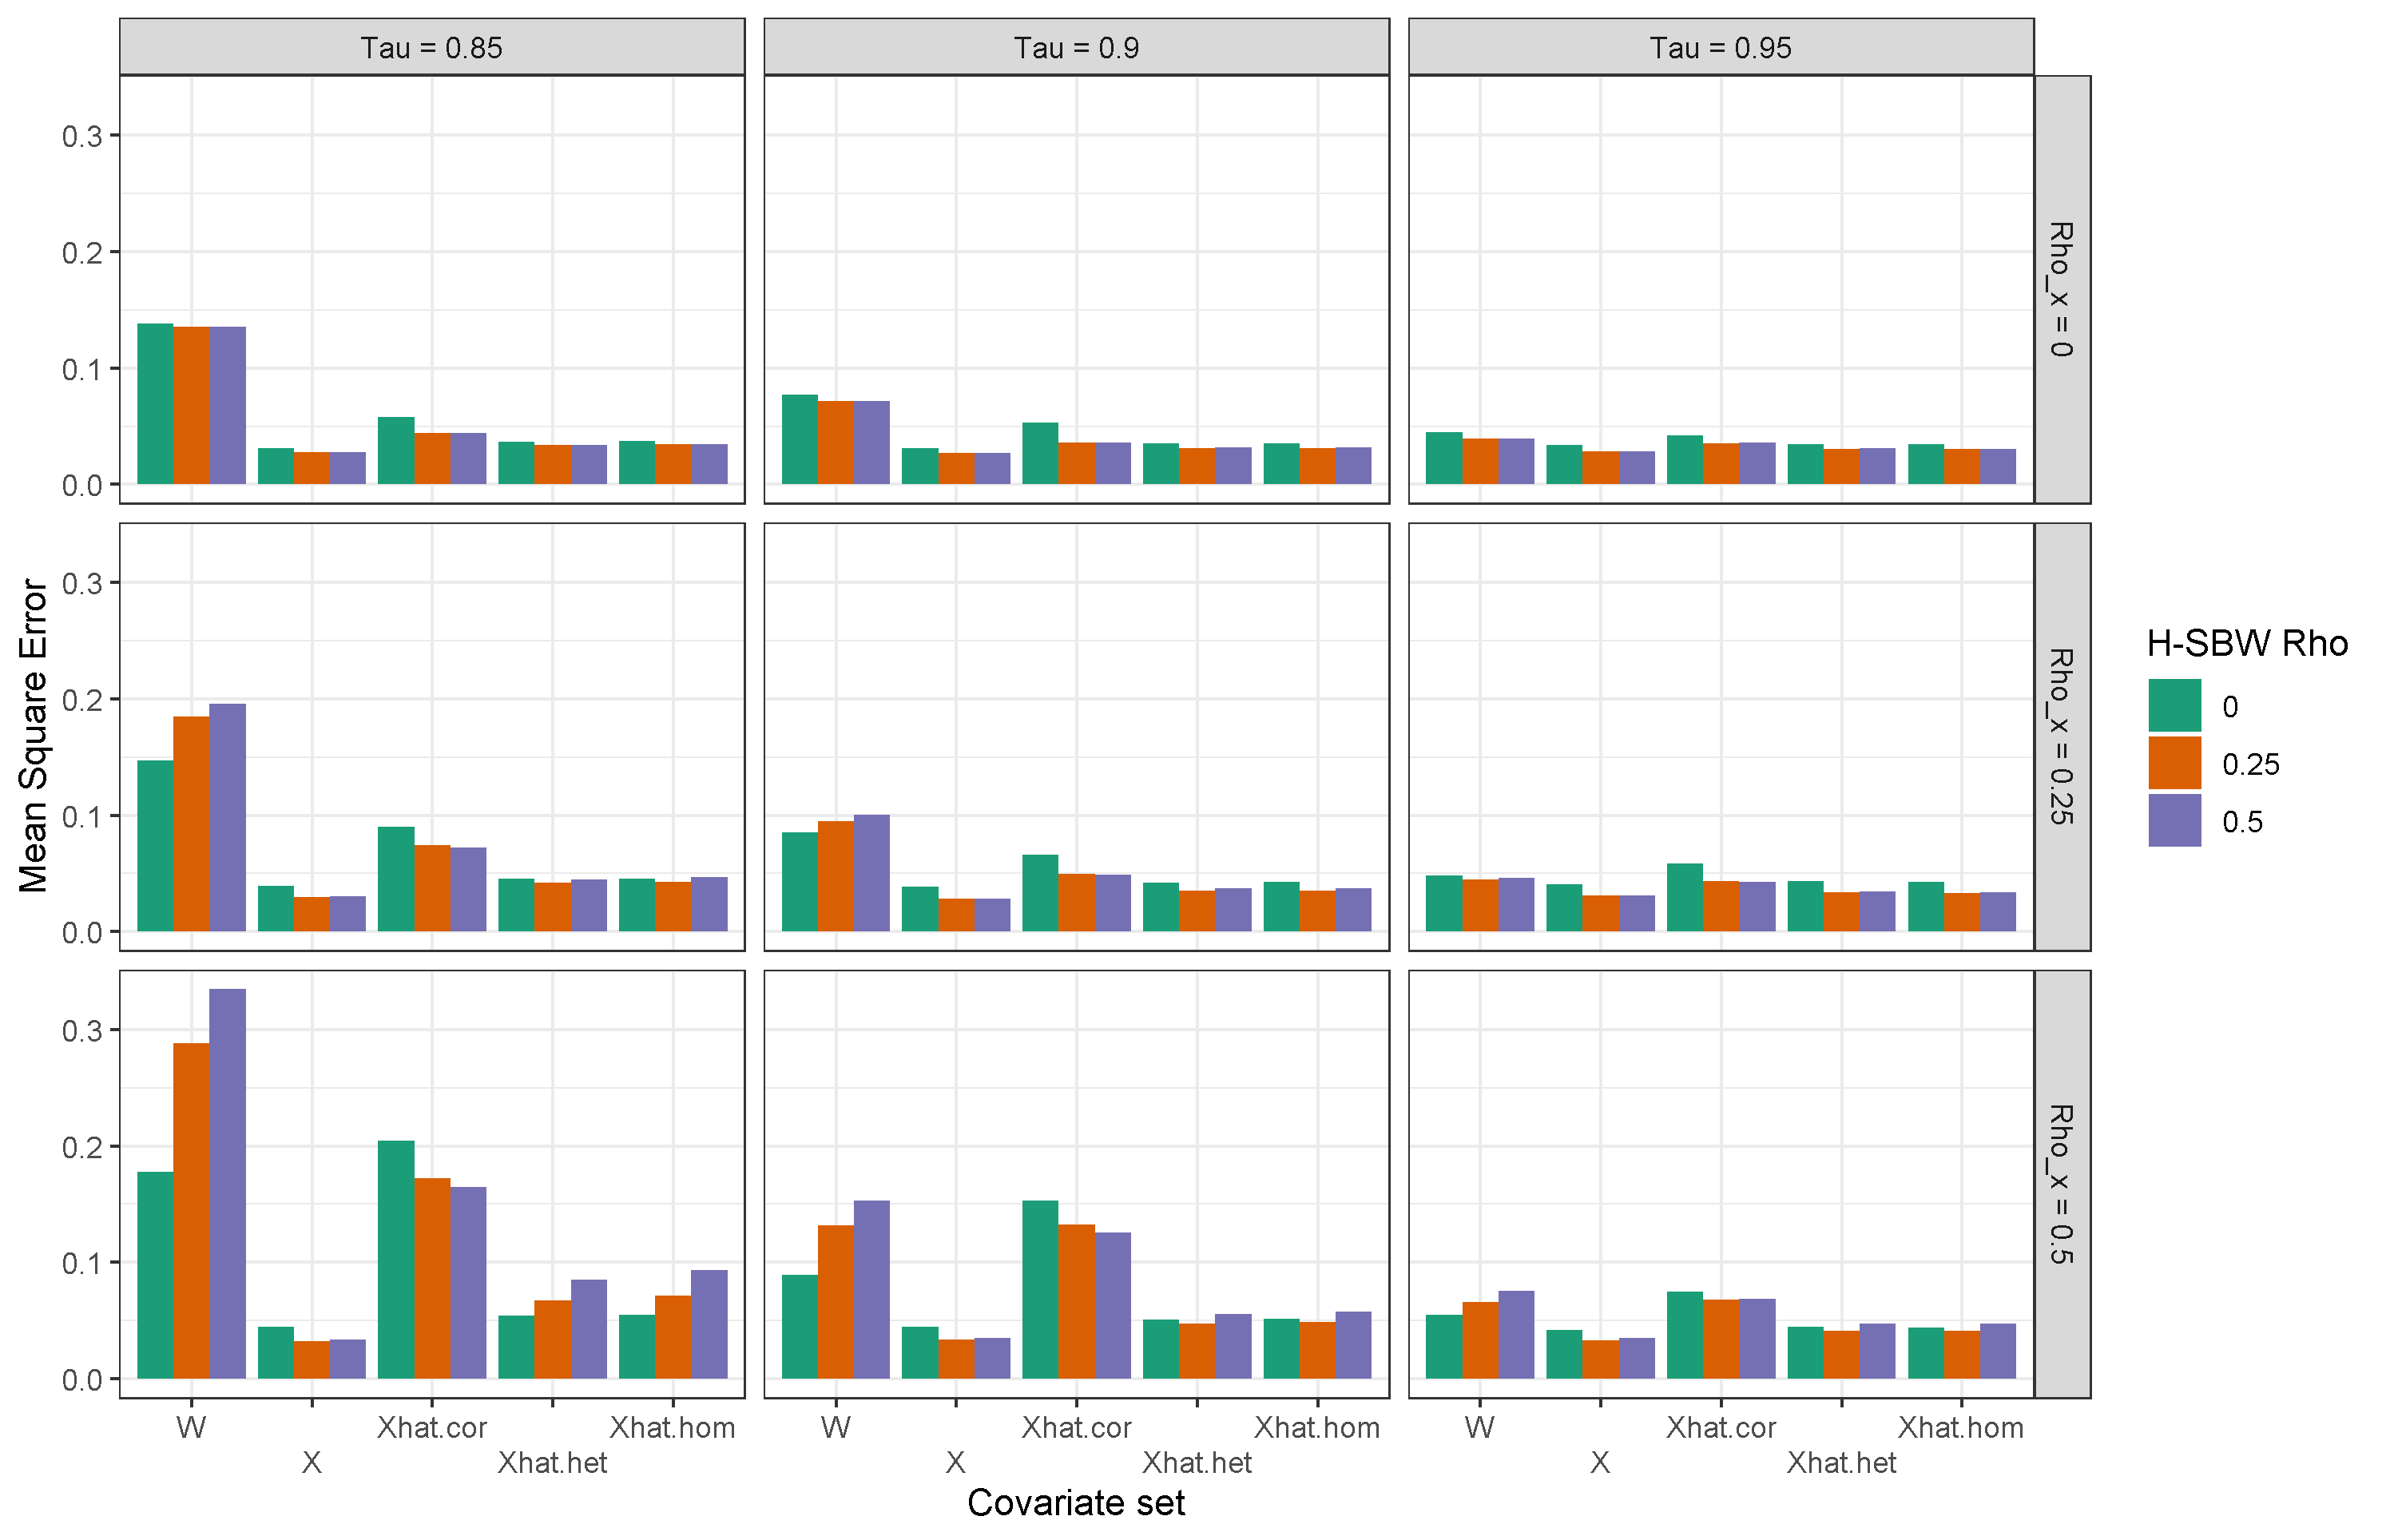 Tau = 0.85
Tau = 0.9
Tau = 0.95
0.3
0.2
0.1
0.0
Rho_x = 0
0.3
0.2
0.1
0.0
Rho_x = 0.25
0.3
0.2
0.1
0.0
Rho_x = 0.5
Mean Square Error
W
X
Xhat.cor
Xhat.het
Xhat.hom
W
X
Xhat.cor
Xhat.het
Xhat.hom
W
X
Xhat.cor
Xhat.het
Xhat.hom
Covariate set
H-SBW Rho
0
0.25
0.5